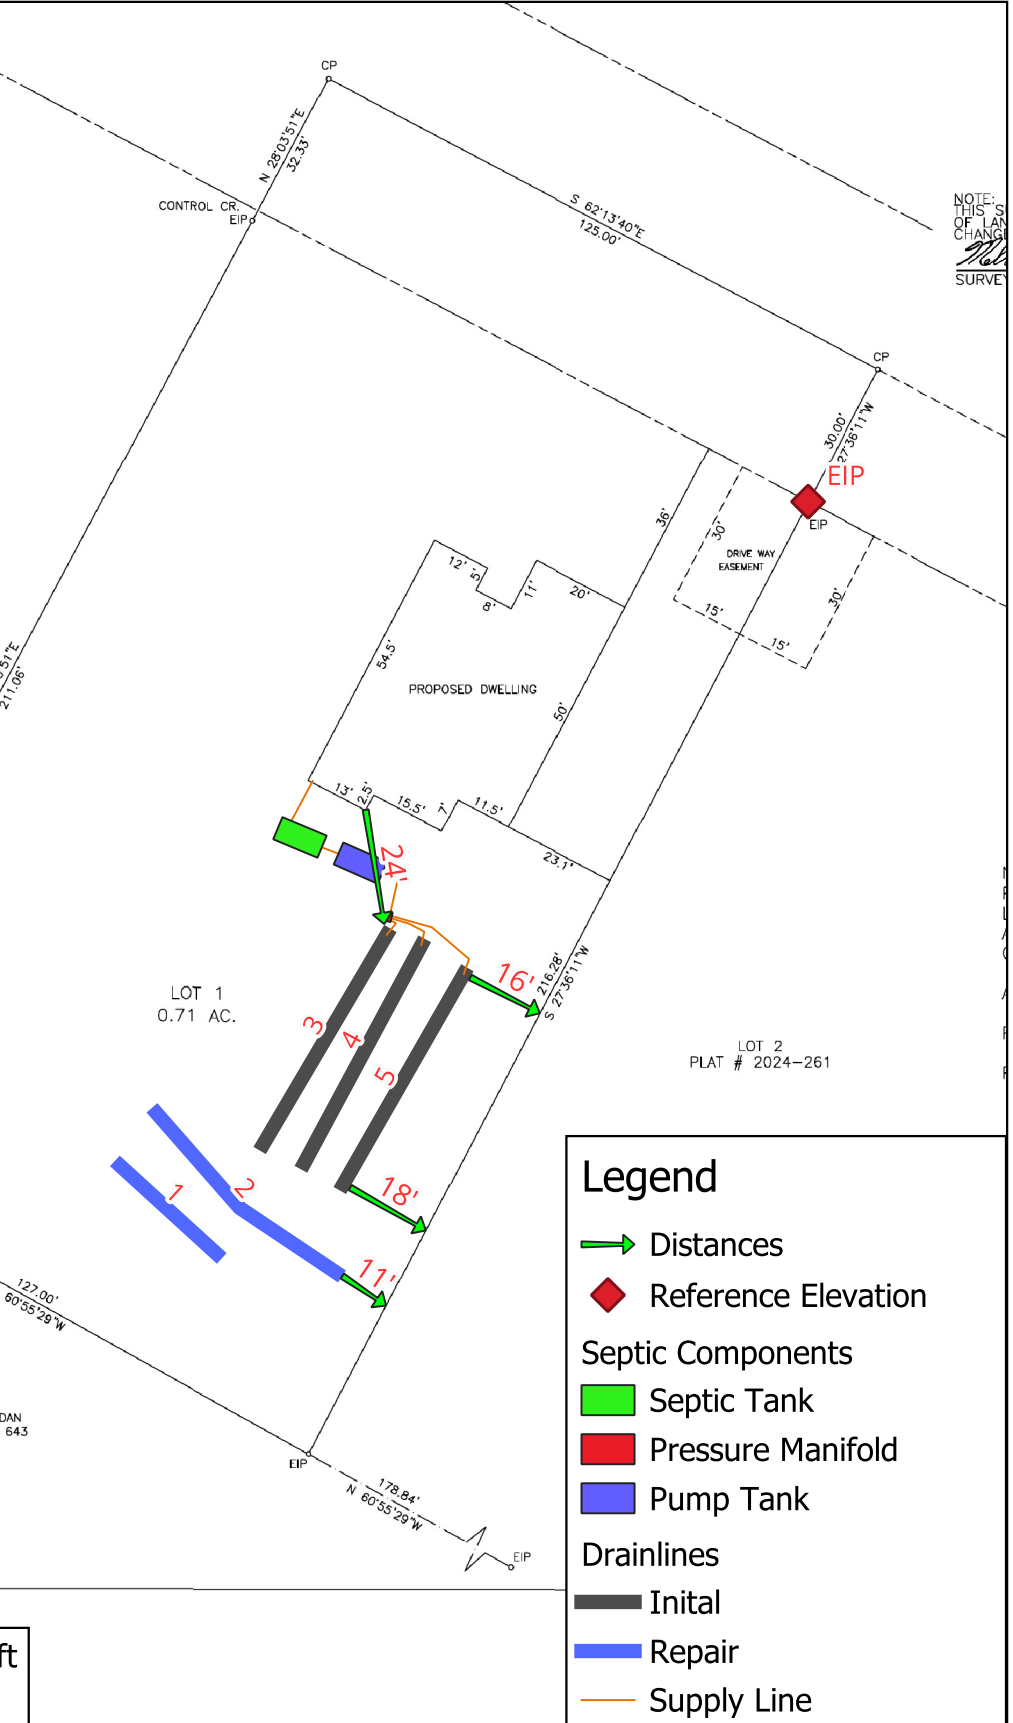 CP
N 28°03'51"E
32.33'
CONTROL CR.
EIP
S 62°13'40"E
125.00'
NOTE:
THIS S
OF LAN
CHANGE
SURVEY
CP
30.00'
27°36'11"W
EIP
EIP
36'
30'
DRIVE WAY
EASEMENT
15'
15'
30'
12'
5'
8'
11'
20'
54.5'
PROPOSED DWELLING
50'
51"E
211.06'
13'
2.5'
15.5'
7'
11.5'
23.1'
24'
16'
216.28'
S 27°36'11"W
LOT 1
0.71 AC.
3
4
5
LOT 2
PLAT # 2024-261
1
2
18'
11'
127.00'
60°55'29"W
DAN
643
EIP
178.84'
N 60°55'29"W
EIP
ft
Legend
Distances
Reference Elevation
Septic Components
Septic Tank
Pressure Manifold
Pump Tank
Drainlines
Inital
Repair
Supply Line